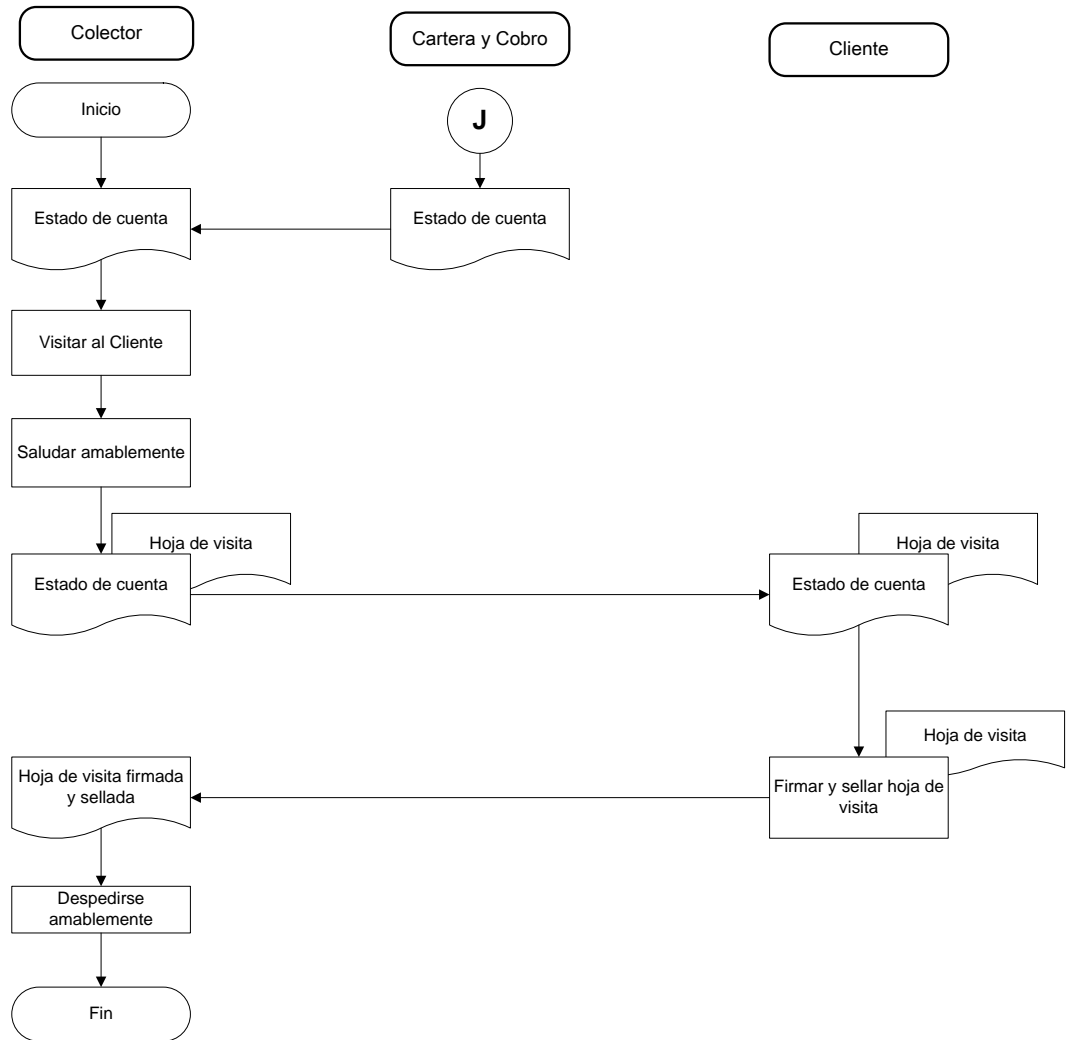 Colector
Cartera y Cobro
Cliente
Inicio
J
Estado de cuenta
Estado de cuenta
Visitar al Cliente
Saludar amablemente
Hoja de visita
Estado de cuenta
Hoja de visita
Estado de cuenta
Hoja de visita
Hoja de visita firmada
y sellada
Firmar y sellar hoja de
visita
Despedirse
amablemente
Fin